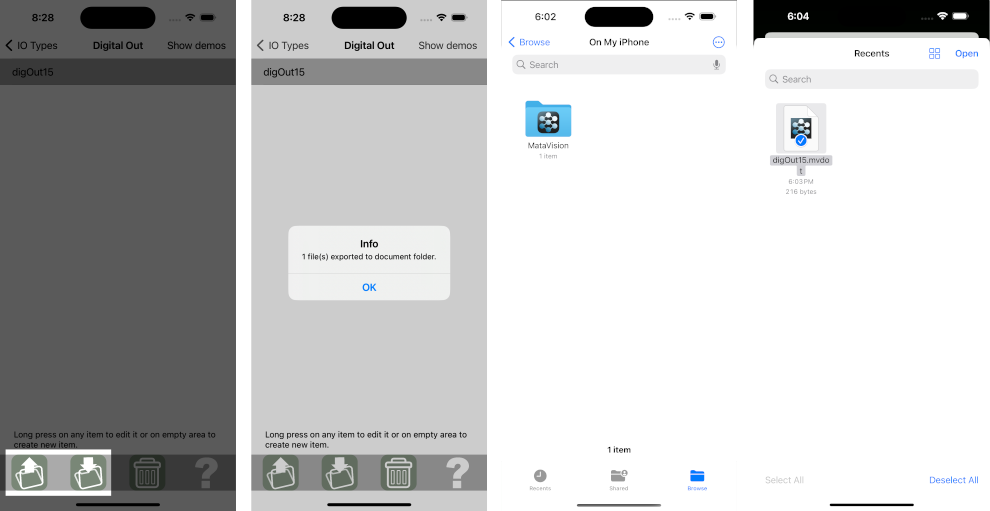 8:28
IO Types
Digital Out
Show demos
digOut15
Long press on any item to edit it or on empty area to
create new item.
?
8:28
IO Types
Digital Out
Show demos
digOut15
Info
1 file(s) exported to document folder.
OK
Long press on any item to edit it or on empty area to
create new item.
?
6:02
Browse
On My iPhone
Search
MataVision
1 item
1 item
Recents
Shared
Browse
6:04
Recents
Open
Search
digOut15.mvdo
t
6:03 PM
216 bytes
Select All
Deselect All